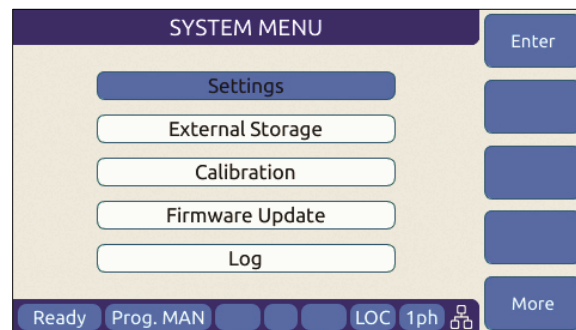 SYSTEM MENU
Enter
Settings
External Storage
Calibration
Firmware Update
Log
More
Ready Prog. MAN LOC 1ph